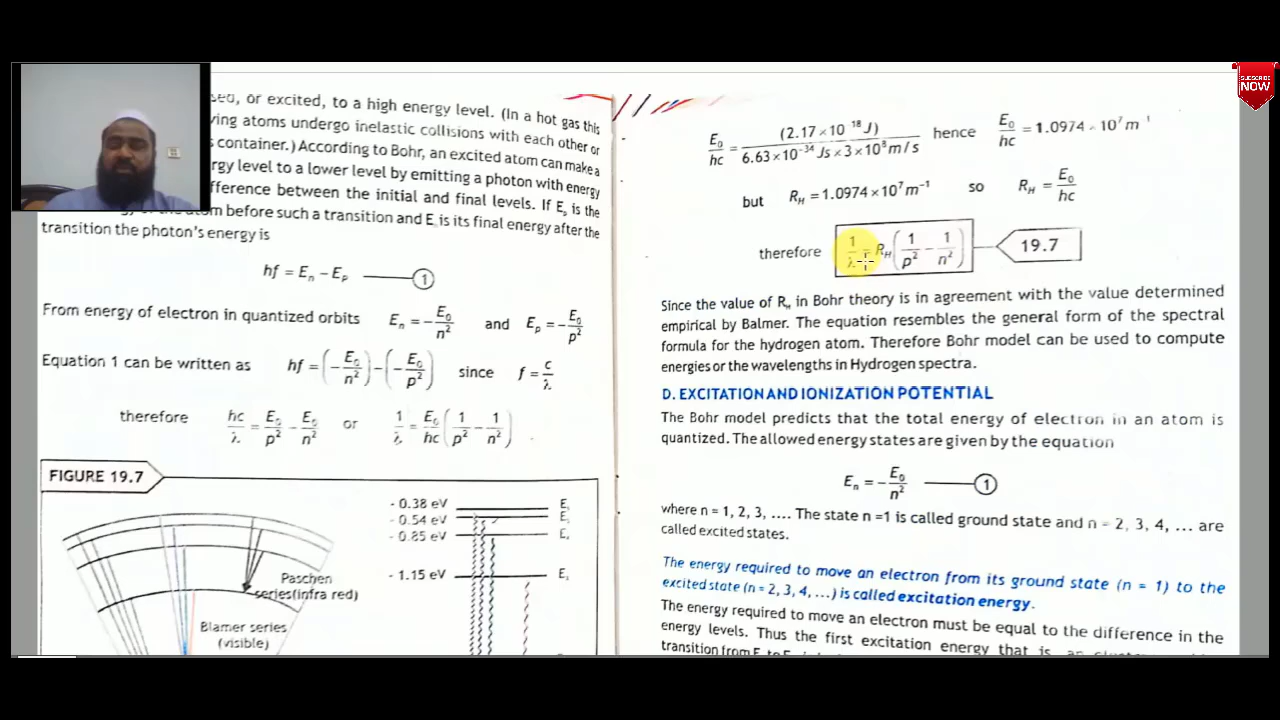 or excited, to a high energy level. (In a hot gas this
ving atoms undergo inelastic collisions with each other or
container.) According to Bohr, an excited atom can make a
rgy level to a lower level by emitting a photon with energy
fference between the initial and final levels. If Eₙ is the
before such a transition and E is its final energy after the
transition the photon's energy is
hf = Eₙ − Eₚ ——— ①
From energy of electron in quantized orbits Eₙ = −E₀/n² and Eₚ = −E₀/p²
Equation 1 can be written as hf = (−E₀/n²) − (−E₀/p²) since f = c/λ
therefore hc/λ = E₀/p² − E₀/n² or 1/λ = E₀/hc (1/p² − 1/n²)
FIGURE 19.7
Paschen
series(infra red)
Blamer series
(visible)
- 0.38 eV
- 0.54 eV
- 0.85 eV
- 1.15 eV
E₀/hc = (2.17×10⁻¹⁸J)/(6.63×10⁻³⁴Js×3×10⁸m/s) hence E₀/hc = 1.0974×10⁷m⁻¹
but R_H = 1.0974×10⁷m⁻¹ so R_H = E₀/hc
therefore 1/λ = R_H(1/p² − 1/n²) 19.7
Since the value of R_H in Bohr theory is in agreement with the value determined
empirical by Balmer. The equation resembles the general form of the spectral
formula for the hydrogen atom. Therefore Bohr model can be used to compute
energies or the wavelengths in Hydrogen spectra.
D. EXCITATION AND IONIZATION POTENTIAL
The Bohr model predicts that the total energy of electron in an atom is
quantized. The allowed energy states are given by the equation
Eₙ = −E₀/n² ——— ①
where n = 1, 2, 3, .... The state n =1 is called ground state and n = 2, 3, 4, ... are
called excited states.
The energy required to move an electron from its ground state (n = 1) to the
excited state (n = 2, 3, 4, ...) is called excitation energy.
The energy required to move an electron must be equal to the difference in the
energy levels. Thus the first excitation energy that is
transition from E
SUBSCRIBE
NOW